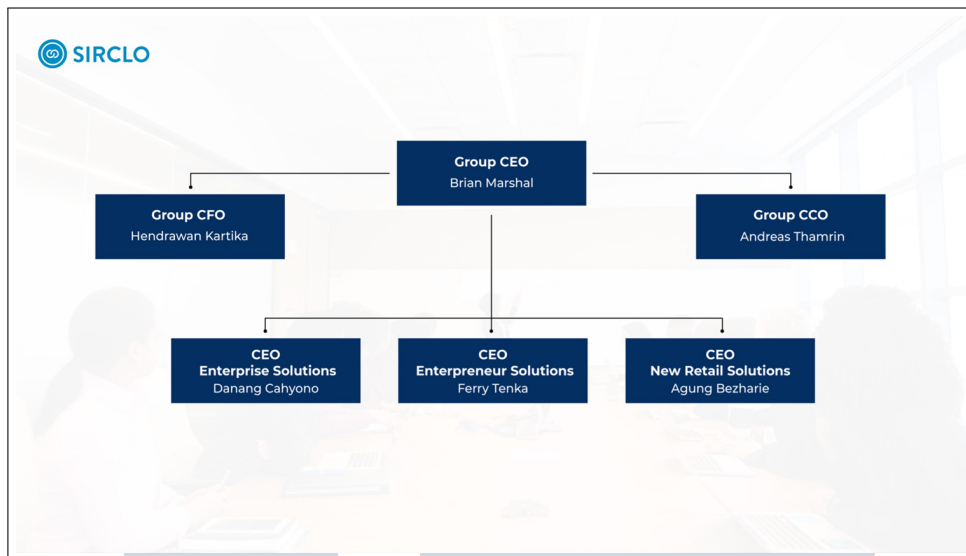 SIRCLO
Group CEO
Brian Marshal
Group CFO
Hendrawan Kartika
Group CCO
Andreas Thamrin
CEO
Enterprise Solutions
Danang Cahyono
CEO
Enterpreneur Solutions
Ferry Tenka
CEO
New Retail Solutions
Agung Bezharie